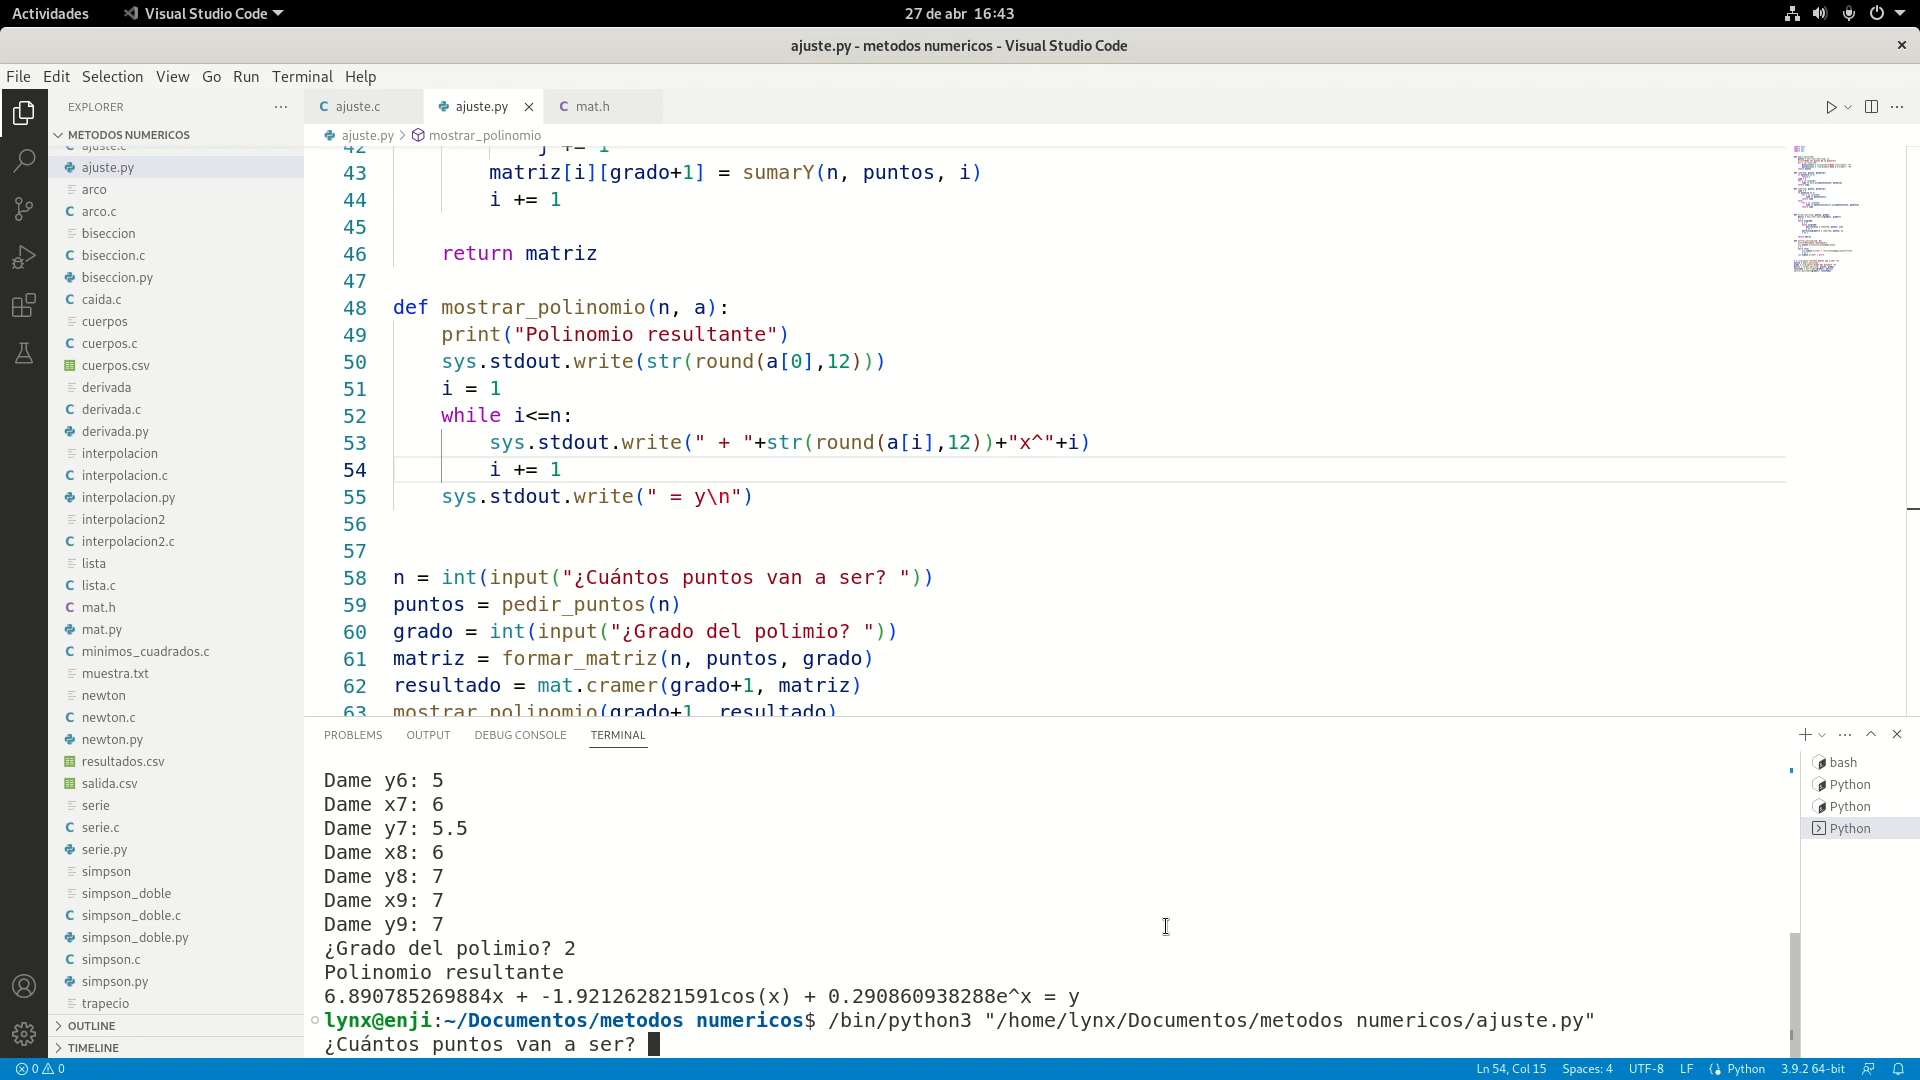 Actividades
Visual Studio Code
27 de abr 16:43
ajuste.py - metodos numericos - Visual Studio Code
File Edit Selection View Go Run Terminal Help
EXPLORER
METODOS NUMERICOS
ajuste.c
ajuste.py
arco
arco.c
biseccion
biseccion.c
biseccion.py
caida.c
cuerpos
cuerpos.c
cuerpos.csv
derivada
derivada.c
derivada.py
interpolacion
interpolacion.c
interpolacion.py
interpolacion2
interpolacion2.c
lista
lista.c
mat.h
mat.py
minimos_cuadrados.c
muestra.txt
newton
newton.c
newton.py
resultados.csv
salida.csv
serie
serie.c
serie.py
simpson
simpson_doble
simpson_doble.c
simpson_doble.py
simpson.c
simpson.py
trapecio
OUTLINE
TIMELINE
ajuste.c
ajuste.py
mat.h
ajuste.py > mostrar_polinomio
42 j += 1
43 matriz[i][grado+1] = sumarY(n, puntos, i)
44 i += 1
45
46 return matriz
47
48 def mostrar_polinomio(n, a):
49 print("Polinomio resultante")
50 sys.stdout.write(str(round(a[0],12)))
51 i = 1
52 while i<=n:
53 sys.stdout.write(" + "+str(round(a[i],12))+"x^"+i)
54 i += 1
55 sys.stdout.write(" = y\n")
56
57
58 n = int(input("¿Cuántos puntos van a ser? "))
59 puntos = pedir_puntos(n)
60 grado = int(input("¿Grado del polimio? "))
61 matriz = formar_matriz(n, puntos, grado)
62 resultado = mat.cramer(grado+1, matriz)
63 mostrar_polinomio(grado+1, resultado)
PROBLEMS OUTPUT DEBUG CONSOLE TERMINAL
Dame y6: 5
Dame x7: 6
Dame y7: 5.5
Dame x8: 6
Dame y8: 7
Dame x9: 7
Dame y9: 7
¿Grado del polimio? 2
Polinomio resultante
6.890785269884x + -1.921262821591cos(x) + 0.290860938288e^x = y
lynx@enji:~/Documentos/metodos numericos$ /bin/python3 "/home/lynx/Documentos/metodos numericos/ajuste.py"
¿Cuántos puntos van a ser?
bash
Python
Python
Python
0 0
Ln 54, Col 15 Spaces: 4 UTF-8 LF Python 3.9.2 64-bit